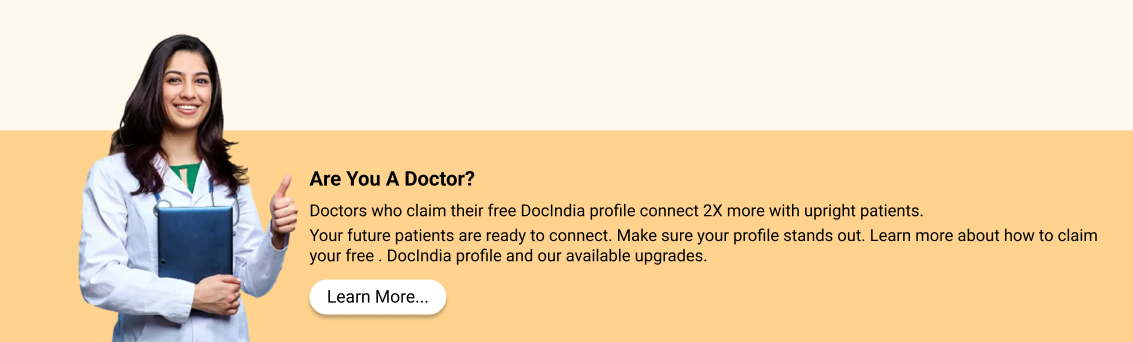 Are You A Doctor?
Doctors who claim their free DocIndia profile connect 2X more with upright patients.
Your future patients are ready to connect. Make sure your profile stands out. Learn more about how to claim
your free . DocIndia profile and our available upgrades.
Learn More...